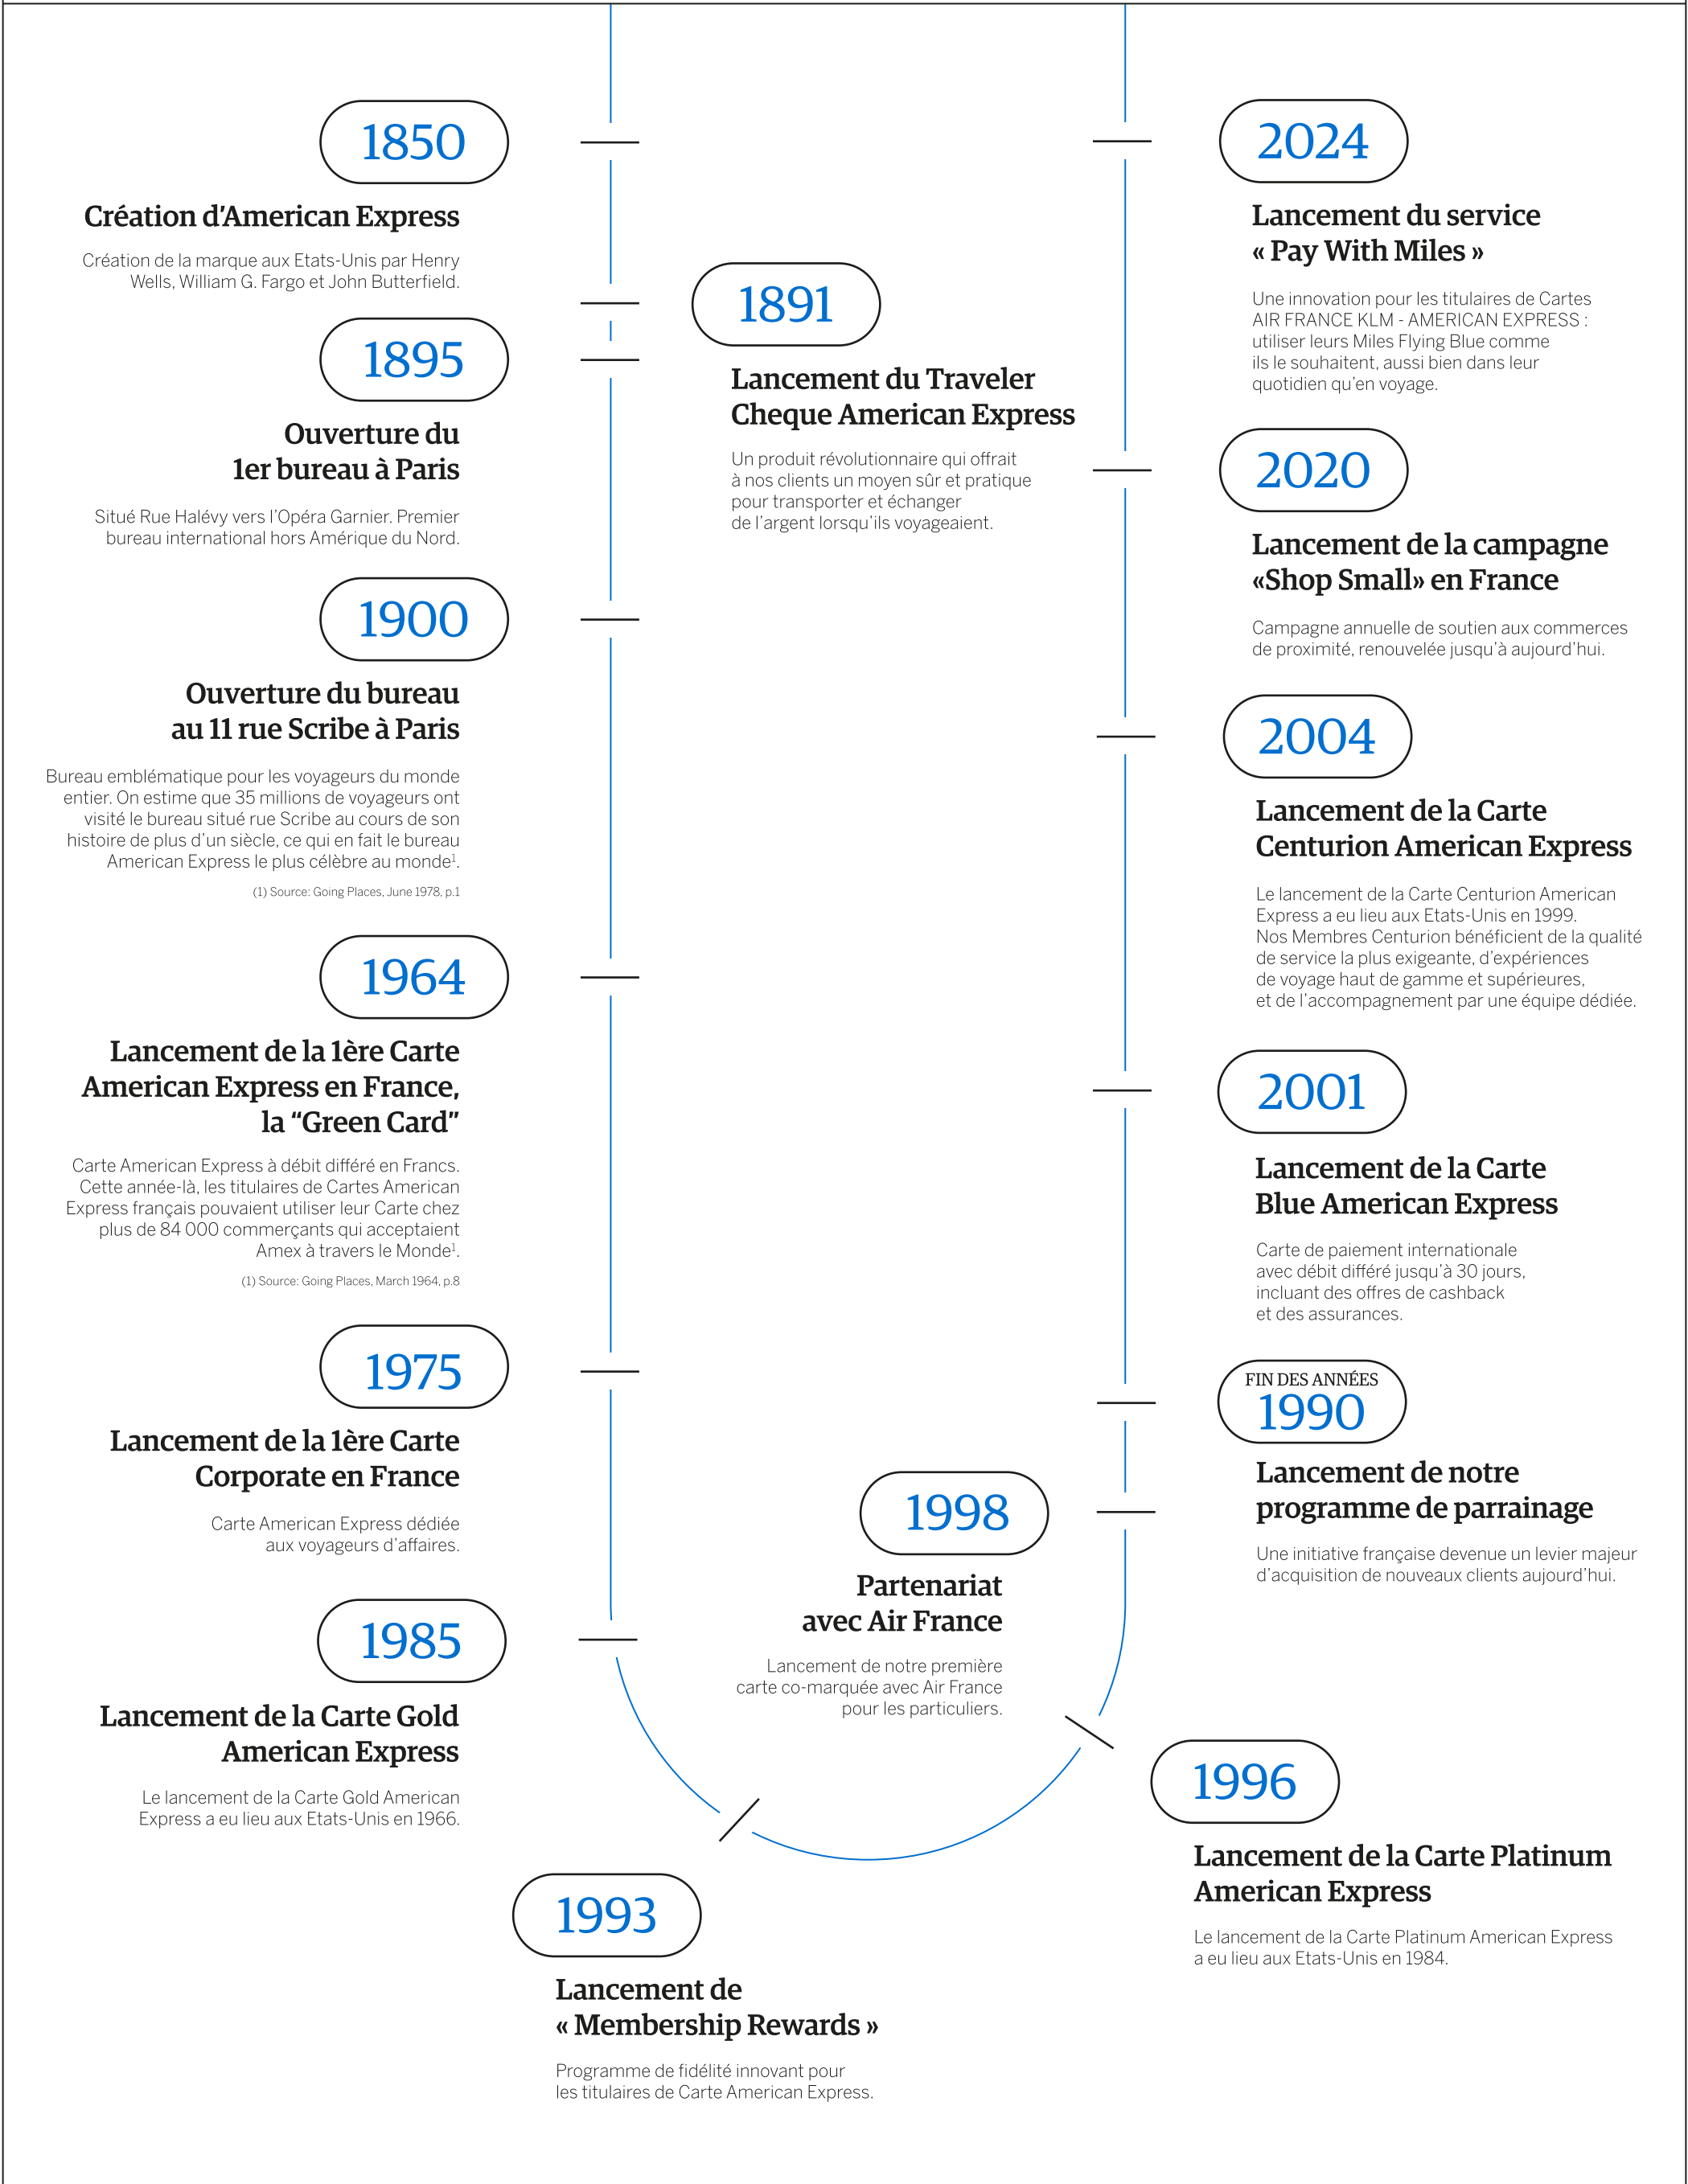 1850
Création d’American Express
Création de la marque aux Etats-Unis par Henry
Wells, William G. Fargo et John Butterfield.
1891
Lancement du Traveler
Cheque American Express
Un produit révolutionnaire qui offrait
à nos clients un moyen sûr et pratique
pour transporter et échanger
de l’argent lorsqu’ils voyageaient.
1895
Ouverture du
1er bureau à Paris
Situé Rue Halévy vers l’Opéra Garnier. Premier
bureau international hors Amérique du Nord.
1900
Ouverture du bureau
au 11 rue Scribe à Paris
Bureau emblématique pour les voyageurs du monde
entier. On estime que 35 millions de voyageurs ont
visité le bureau situé rue Scribe au cours de son
histoire de plus d’un siècle, ce qui en fait le bureau
American Express le plus célèbre au monde¹.
(1) Source: Going Places, June 1978, p.1
1964
Lancement de la 1ère Carte
American Express en France,
la “Green Card”
Carte American Express à débit différé en Francs.
Cette année-là, les titulaires de Cartes American
Express français pouvaient utiliser leur Carte chez
plus de 84 000 commerçants qui acceptaient
Amex à travers le Monde¹.
(1) Source: Going Places, March 1964, p.8
1975
Lancement de la 1ère Carte
Corporate en France
Carte American Express dédiée
aux voyageurs d’affaires.
1985
Lancement de la Carte Gold
American Express
Le lancement de la Carte Gold American
Express a eu lieu aux Etats-Unis en 1966.
1993
Lancement de
« Membership Rewards »
Programme de fidélité innovant pour
les titulaires de Carte American Express.
1996
Lancement de la Carte Platinum
American Express
Le lancement de la Carte Platinum American Express
a eu lieu aux Etats-Unis en 1984.
1998
Partenariat
avec Air France
Lancement de notre première
carte co-marquée avec Air France
pour les particuliers.
FIN DES ANNÉES
1990
Lancement de notre
programme de parrainage
Une initiative française devenue un levier majeur
d’acquisition de nouveaux clients aujourd’hui.
2001
Lancement de la Carte
Blue American Express
Carte de paiement internationale
avec débit différé jusqu’à 30 jours,
incluant des offres de cashback
et des assurances.
2004
Lancement de la Carte
Centurion American Express
Le lancement de la Carte Centurion American
Express a eu lieu aux Etats-Unis en 1999.
Nos Membres Centurion bénéficient de la qualité
de service la plus exigeante, d’expériences
de voyage haut de gamme et supérieures,
et de l’accompagnement par une équipe dédiée.
2020
Lancement de la campagne
«Shop Small» en France
Campagne annuelle de soutien aux commerces
de proximité, renouvelée jusqu’à aujourd’hui.
2024
Lancement du service
« Pay With Miles »
Une innovation pour les titulaires de Cartes
AIR FRANCE KLM - AMERICAN EXPRESS :
utiliser leurs Miles Flying Blue comme
ils le souhaitent, aussi bien dans leur
quotidien qu’en voyage.